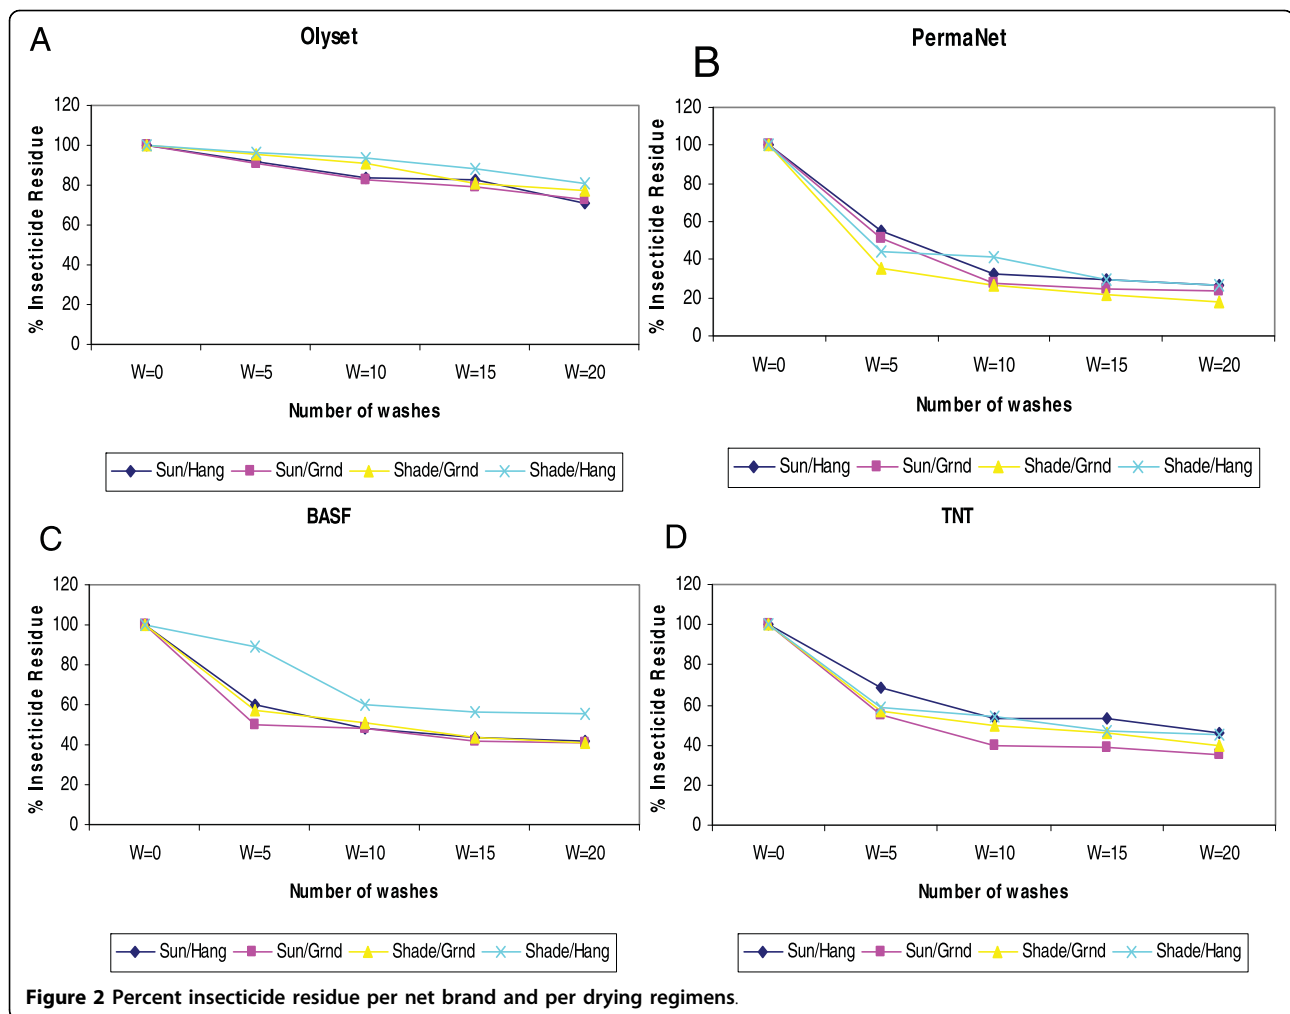 A
Olyset
120
100
80
60
40
20
0
% Insecticide Residue
W=0 W=5 W=10 W=15 W=20
Number of washes
Sun/Hang Sun/Grnd Shade/Grnd Shade/Hang
B
PermaNet
120
100
80
60
40
20
0
% Insecticide Residue
W=0 W=5 W=10 W=15 W=20
Number of washes
Sun/Hang Sun/Grnd Shade/Grnd Shade/Hang
C
BASF
120
100
80
60
40
20
0
% Insecticide Residue
W=0 W=5 W=10 W=15 W=20
Number of washes
Sun/Hang Sun/Grnd Shade/Grnd Shade/Hang
D
TNT
120
100
80
60
40
20
0
% Insecticide Residue
W=0 W=5 W=10 W=15 W=20
Number of washes
Sun/Hang Sun/Grnd Shade/Grnd Shade/Hang
Figure 2 Percent insecticide residue per net brand and per drying regimens.